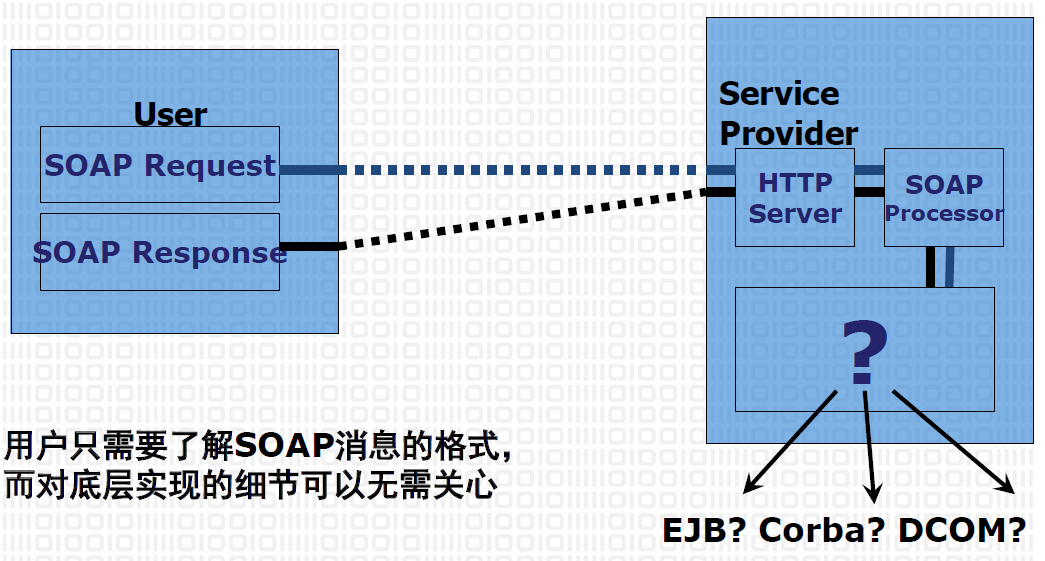 User
SOAP Request
SOAP Response
Service
Provider
HTTP
Server
SOAP
Processor
?
用户只需要了解SOAP消息的格式，
而对底层实现的细节可以无需关心
EJB? Corba? DCOM?